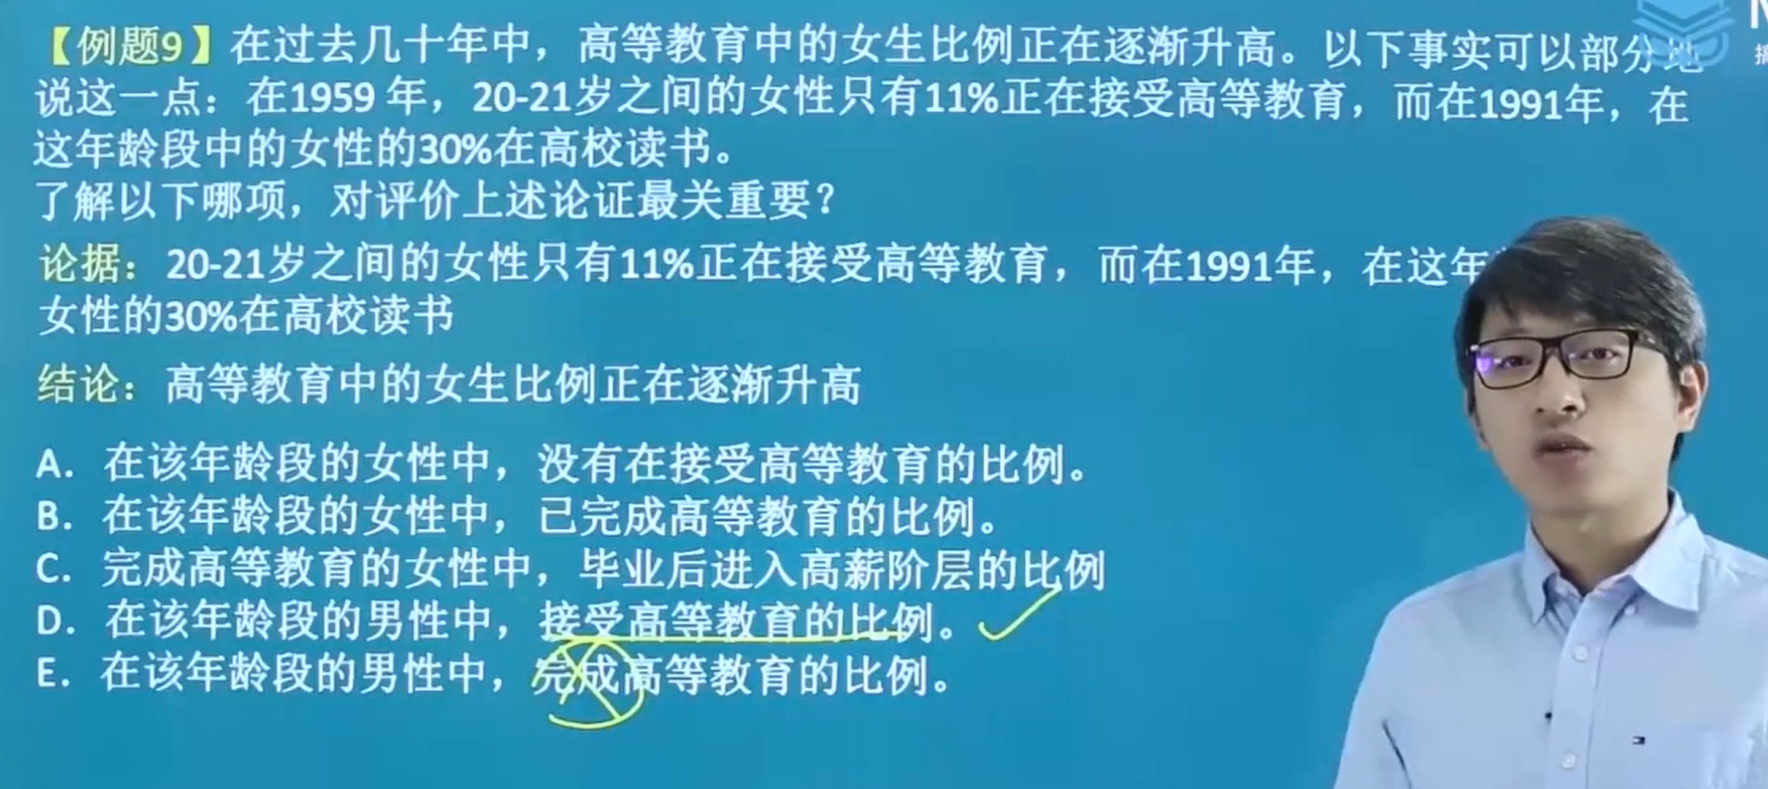 【例题9】在过去几十年中，高等教育中的女生比例正在逐渐升高。以下事实可以部分地
说这一点：在1959 年，20-21岁之间的女性只有11%正在接受高等教育，而在1991年，在
这年龄段中的女性的30%在高校读书。
了解以下哪项，对评价上述论证最关重要？
论据：20-21岁之间的女性只有11%正在接受高等教育，而在1991年，在这年
女性的30%在高校读书
结论：高等教育中的女生比例正在逐渐升高
A．在该年龄段的女性中，没有在接受高等教育的比例。
B．在该年龄段的女性中，已完成高等教育的比例。
C．完成高等教育的女性中，毕业后进入高薪阶层的比例
D．在该年龄段的男性中，接受高等教育的比例。
E．在该年龄段的男性中，完成高等教育的比例。